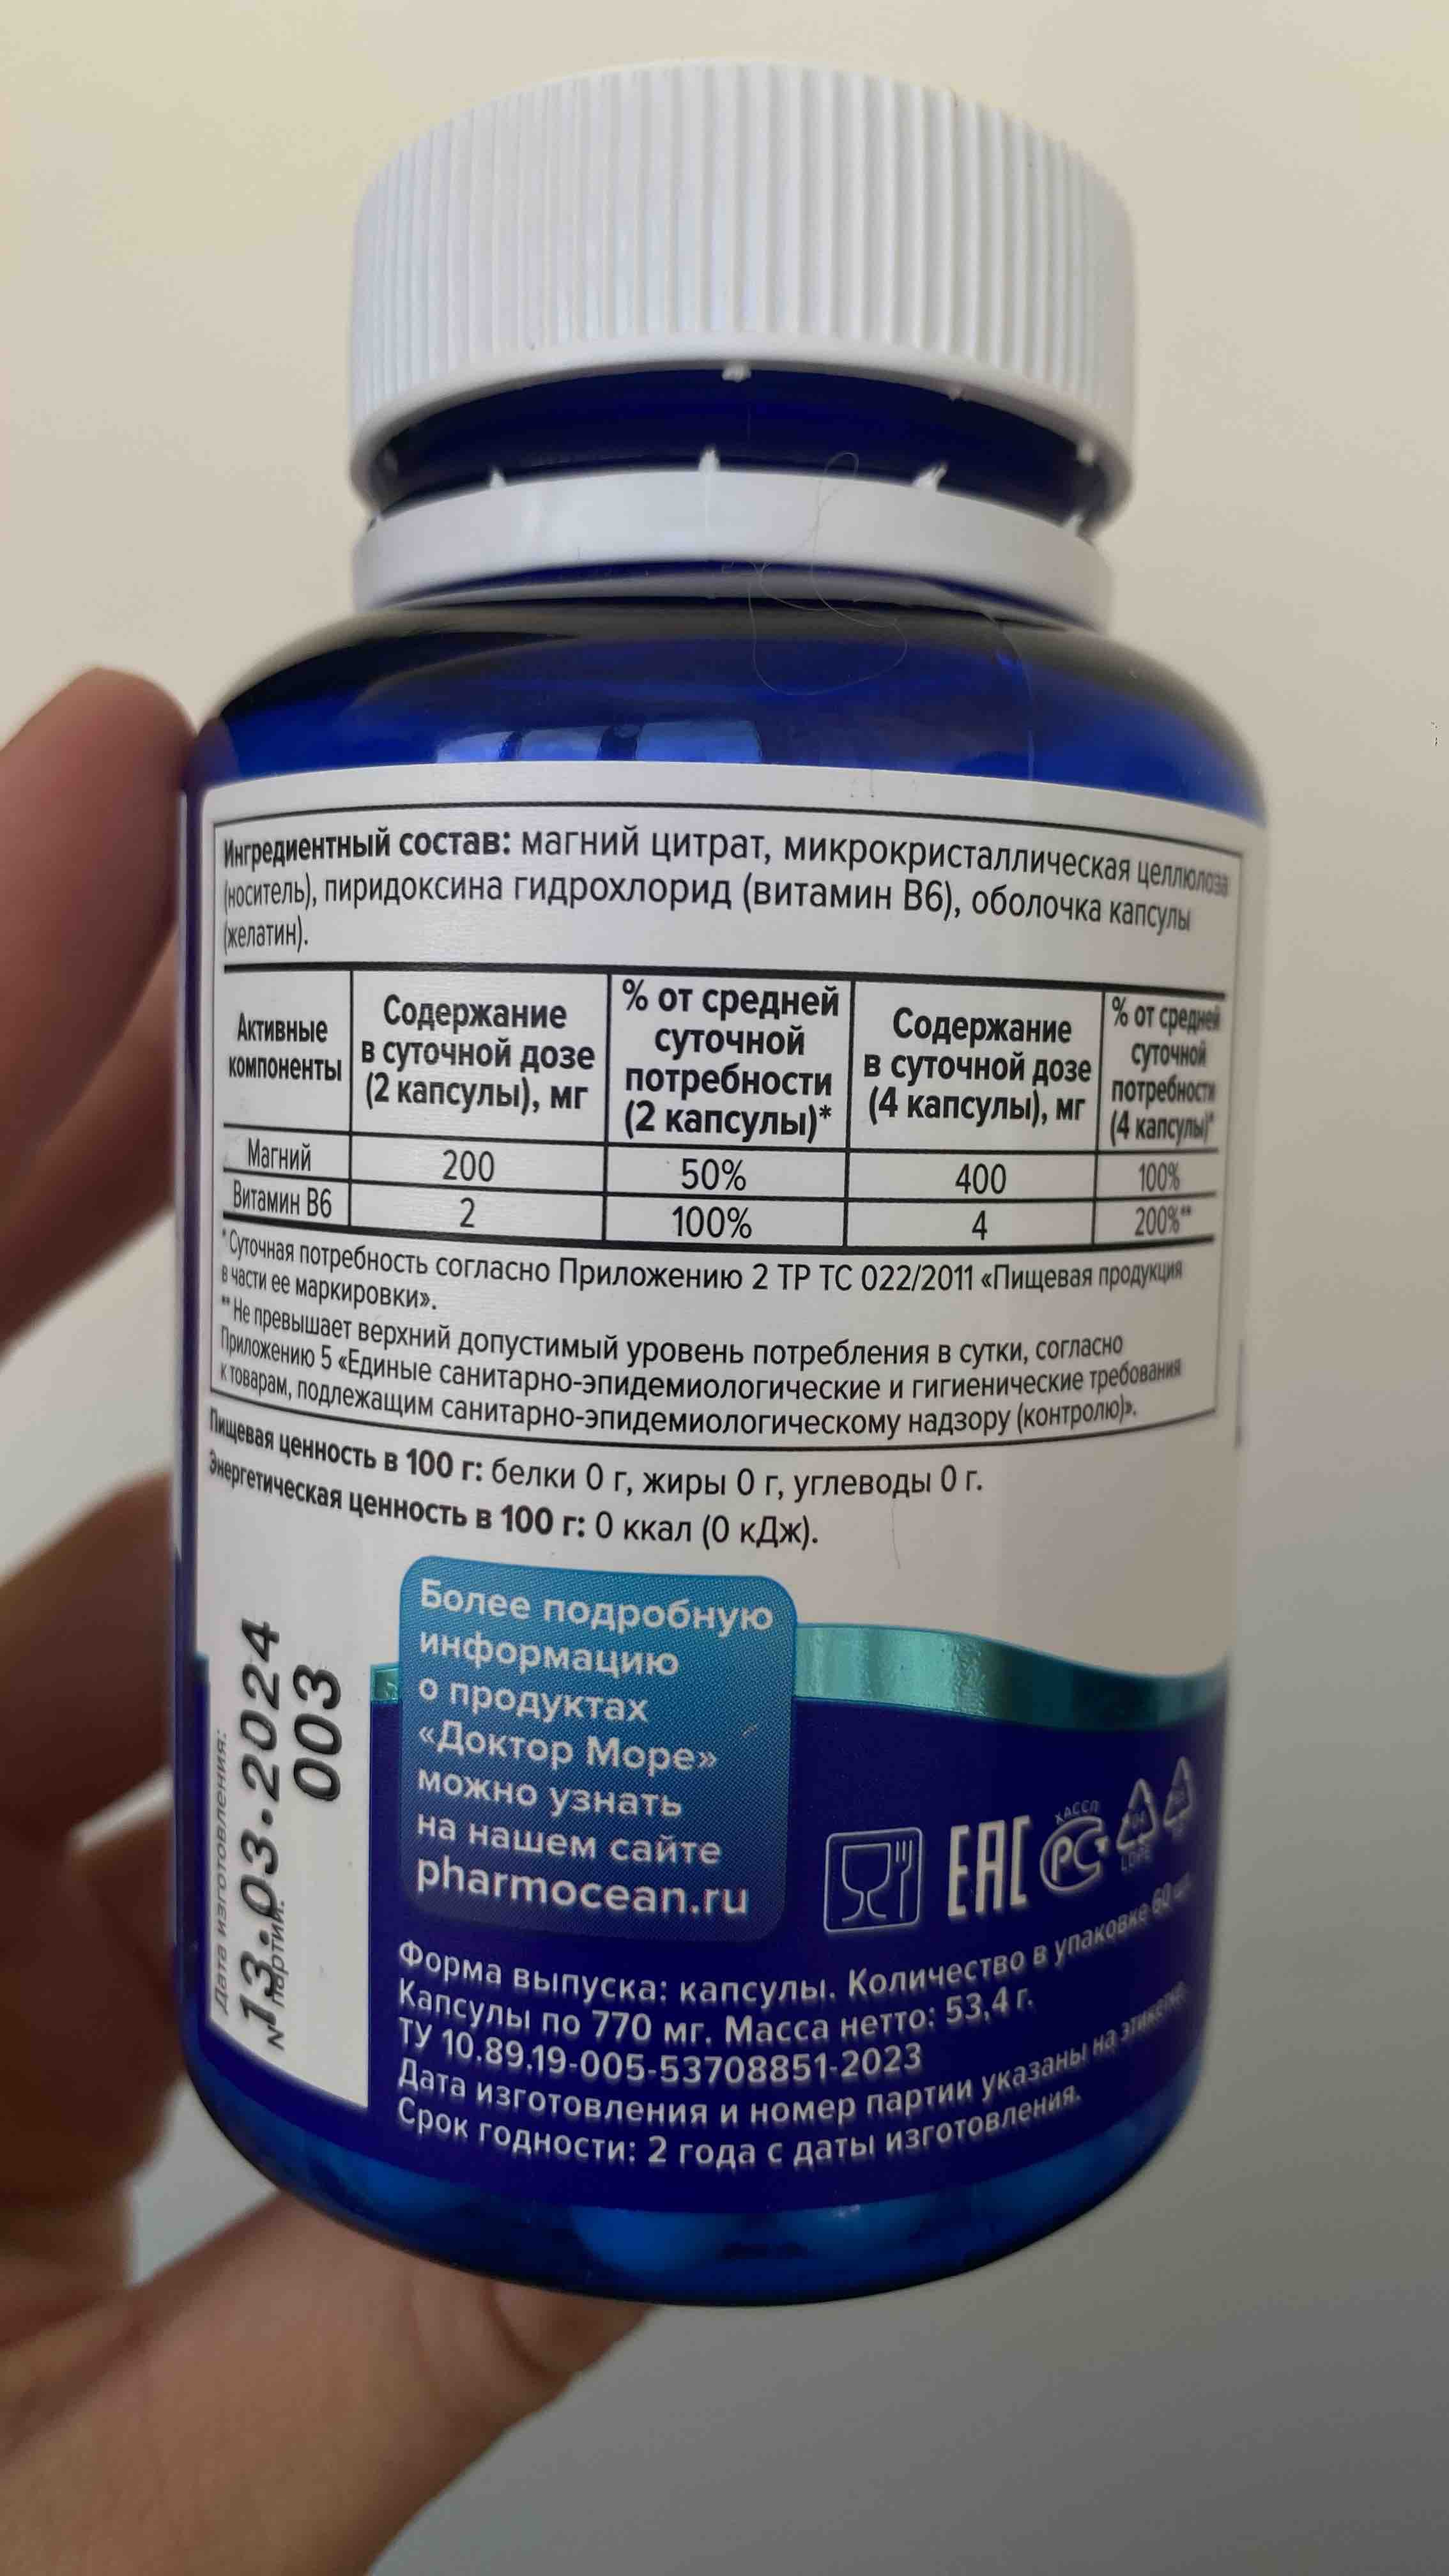 Ингредиентный состав: магний цитрат, микрокристаллическая целлюлоза
(носитель), пиридоксина гидрохлорид (витамин В6), оболочка капсулы
(желатин).
Активные компоненты
Содержание в суточной дозе (2 капсулы), мг
% от средней суточной потребности (2 капсулы)*
Содержание в суточной дозе (4 капсулы), мг
% от средней суточной потребности (4 капсулы)*
Магний 200 50% 400 100%
Витамин В6 2 100% 4 200%**
*Суточная потребность согласно Приложению 2 ТР ТС 022/2011 «Пищевая продукция
в части ее маркировки».
**Не превышает верхний допустимый уровень потребления в сутки, согласно
Приложению 5 «Единые санитарно-эпидемиологические и гигиенические требования
к товарам, подлежащим санитарно-эпидемиологическому надзору (контролю)».
Пищевая ценность в 100 г: белки 0 г, жиры 0 г, углеводы 0 г.
Энергетическая ценность в 100 г: 0 ккал (0 кДж).
Дата изготовления:
13.03.2024
N партии:
003
Более подробную
информацию
о продуктах
«Доктор Море»
можно узнать
на нашем сайте
pharmocean.ru
EAC
ХАССП
РС
LDPE
Форма выпуска: капсулы. Количество в упаковке 60
Капсулы по 770 мг. Масса нетто: 53,4 г.
ТУ 10.89.19-005-53708851-2023
Дата изготовления и номер партии указаны на этикетке.
Срок годности: 2 года с даты изготовления.